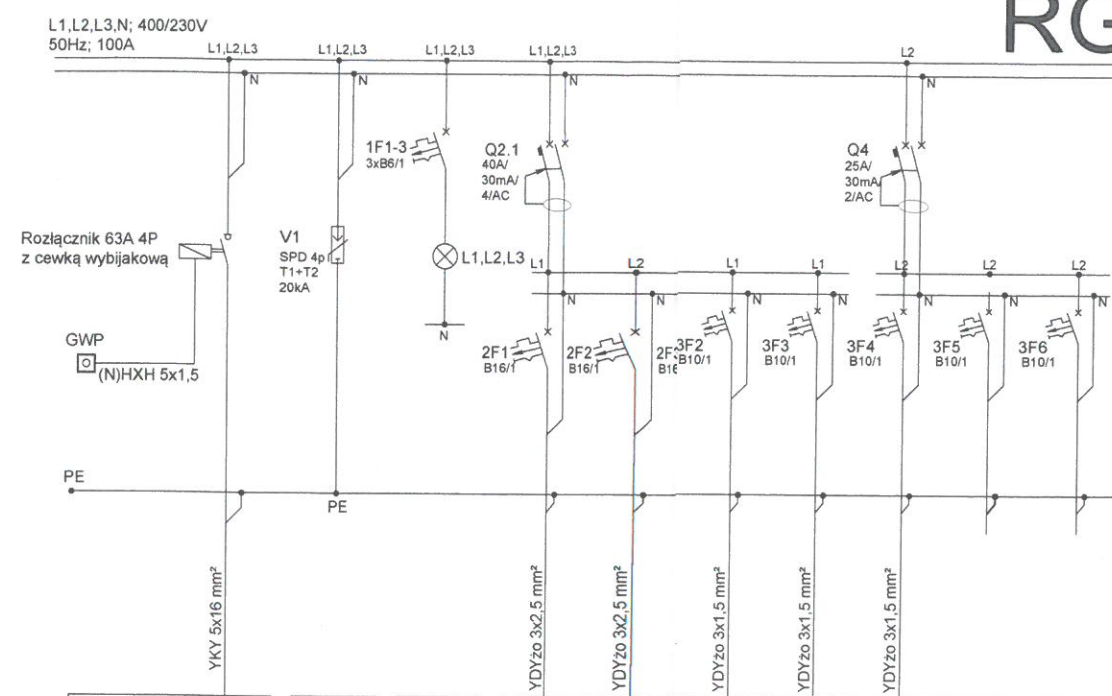 RG
L1,L2,L3,N; 400/230V
50Hz; 100A
L1,L2,L3
L1,L2,L3
L1,L2,L3
L1,L2,L3
L2
N
N
N
N
1F1-3
3xB6/1
Q2.1
40A/
30mA/
4/AC
Q4
25A/
30mA/
2/AC
Rozłącznik 63A 4P
z cewką wybijakową
V1
SPD 4p
T1+T2
20kA
L1,L2,L3
L1
L2
L1
L1
L2
L2
L2
N
N
N
N
N
N
N
N
GWP
(N)HXH 5x1,5
2F1
B16/1
2F2
B16/1
3F2
B10/1
3F3
B10/1
3F4
B10/1
3F5
B10/1
3F6
B10/1
PE
PE
YKY 5x16 mm²
YDYżo 3x2,5 mm²
YDYżo 3x2,5 mm²
YDYżo 3x1,5 mm²
YDYżo 3x1,5 mm²
YDYżo 3x1,5 mm²